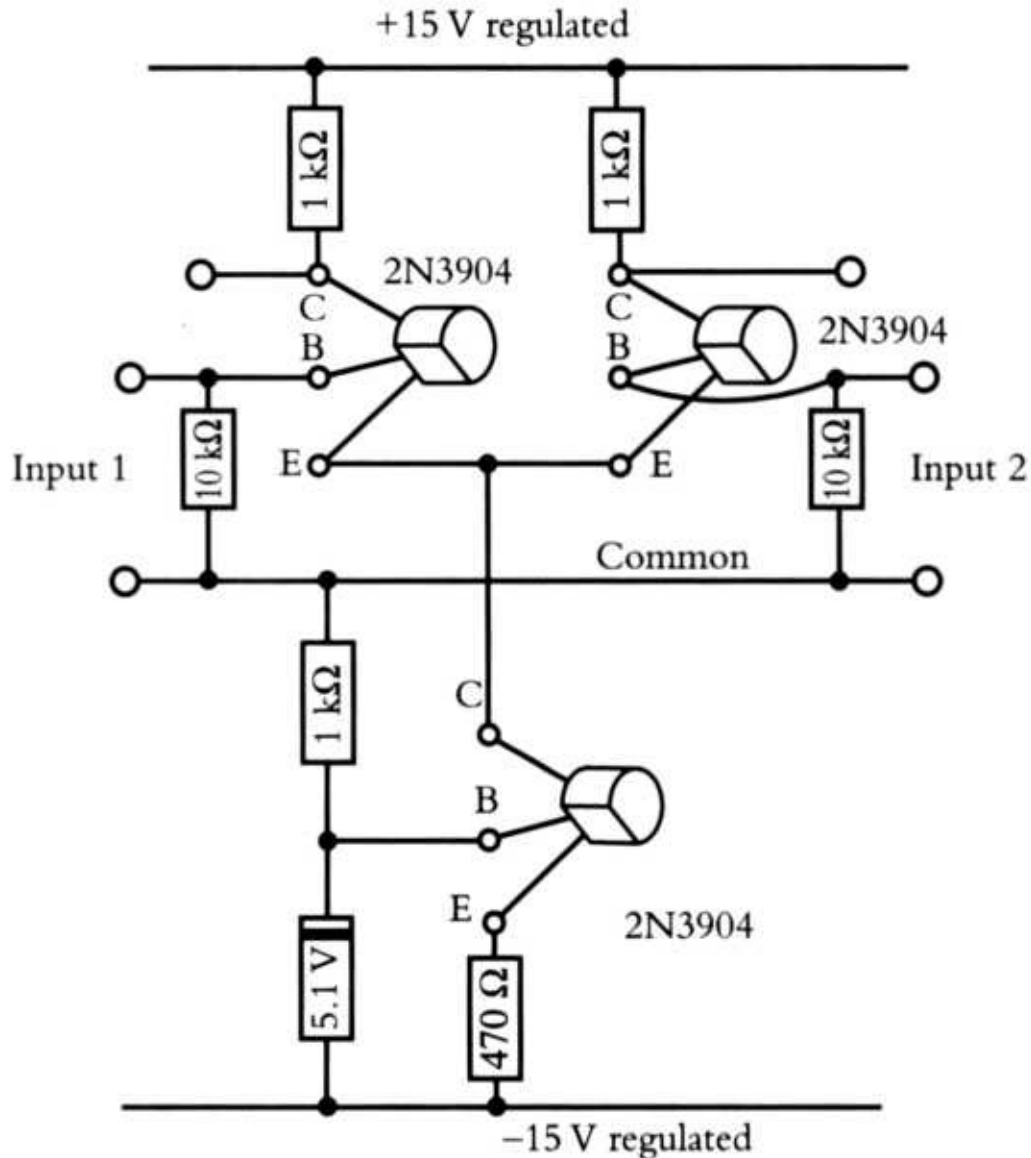 +15 V regulated
1 kΩ
1 kΩ
2N3904
C
C
2N3904
B
B
E
E
Input 1
10 kΩ
10 kΩ
Input 2
Common
1 kΩ
C
B
E
2N3904
5.1 V
470 Ω
−15 V regulated